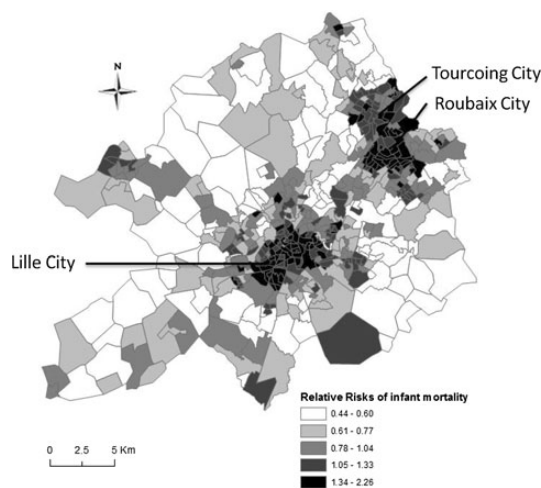 N
Tourcoing City
Roubaix City
Lille City
Relative Risks of infant mortality
0.44 - 0.60
0.61 - 0.77
0.78 - 1.04
1.05 - 1.33
1.34 - 2.26
0 2.5 5 Km